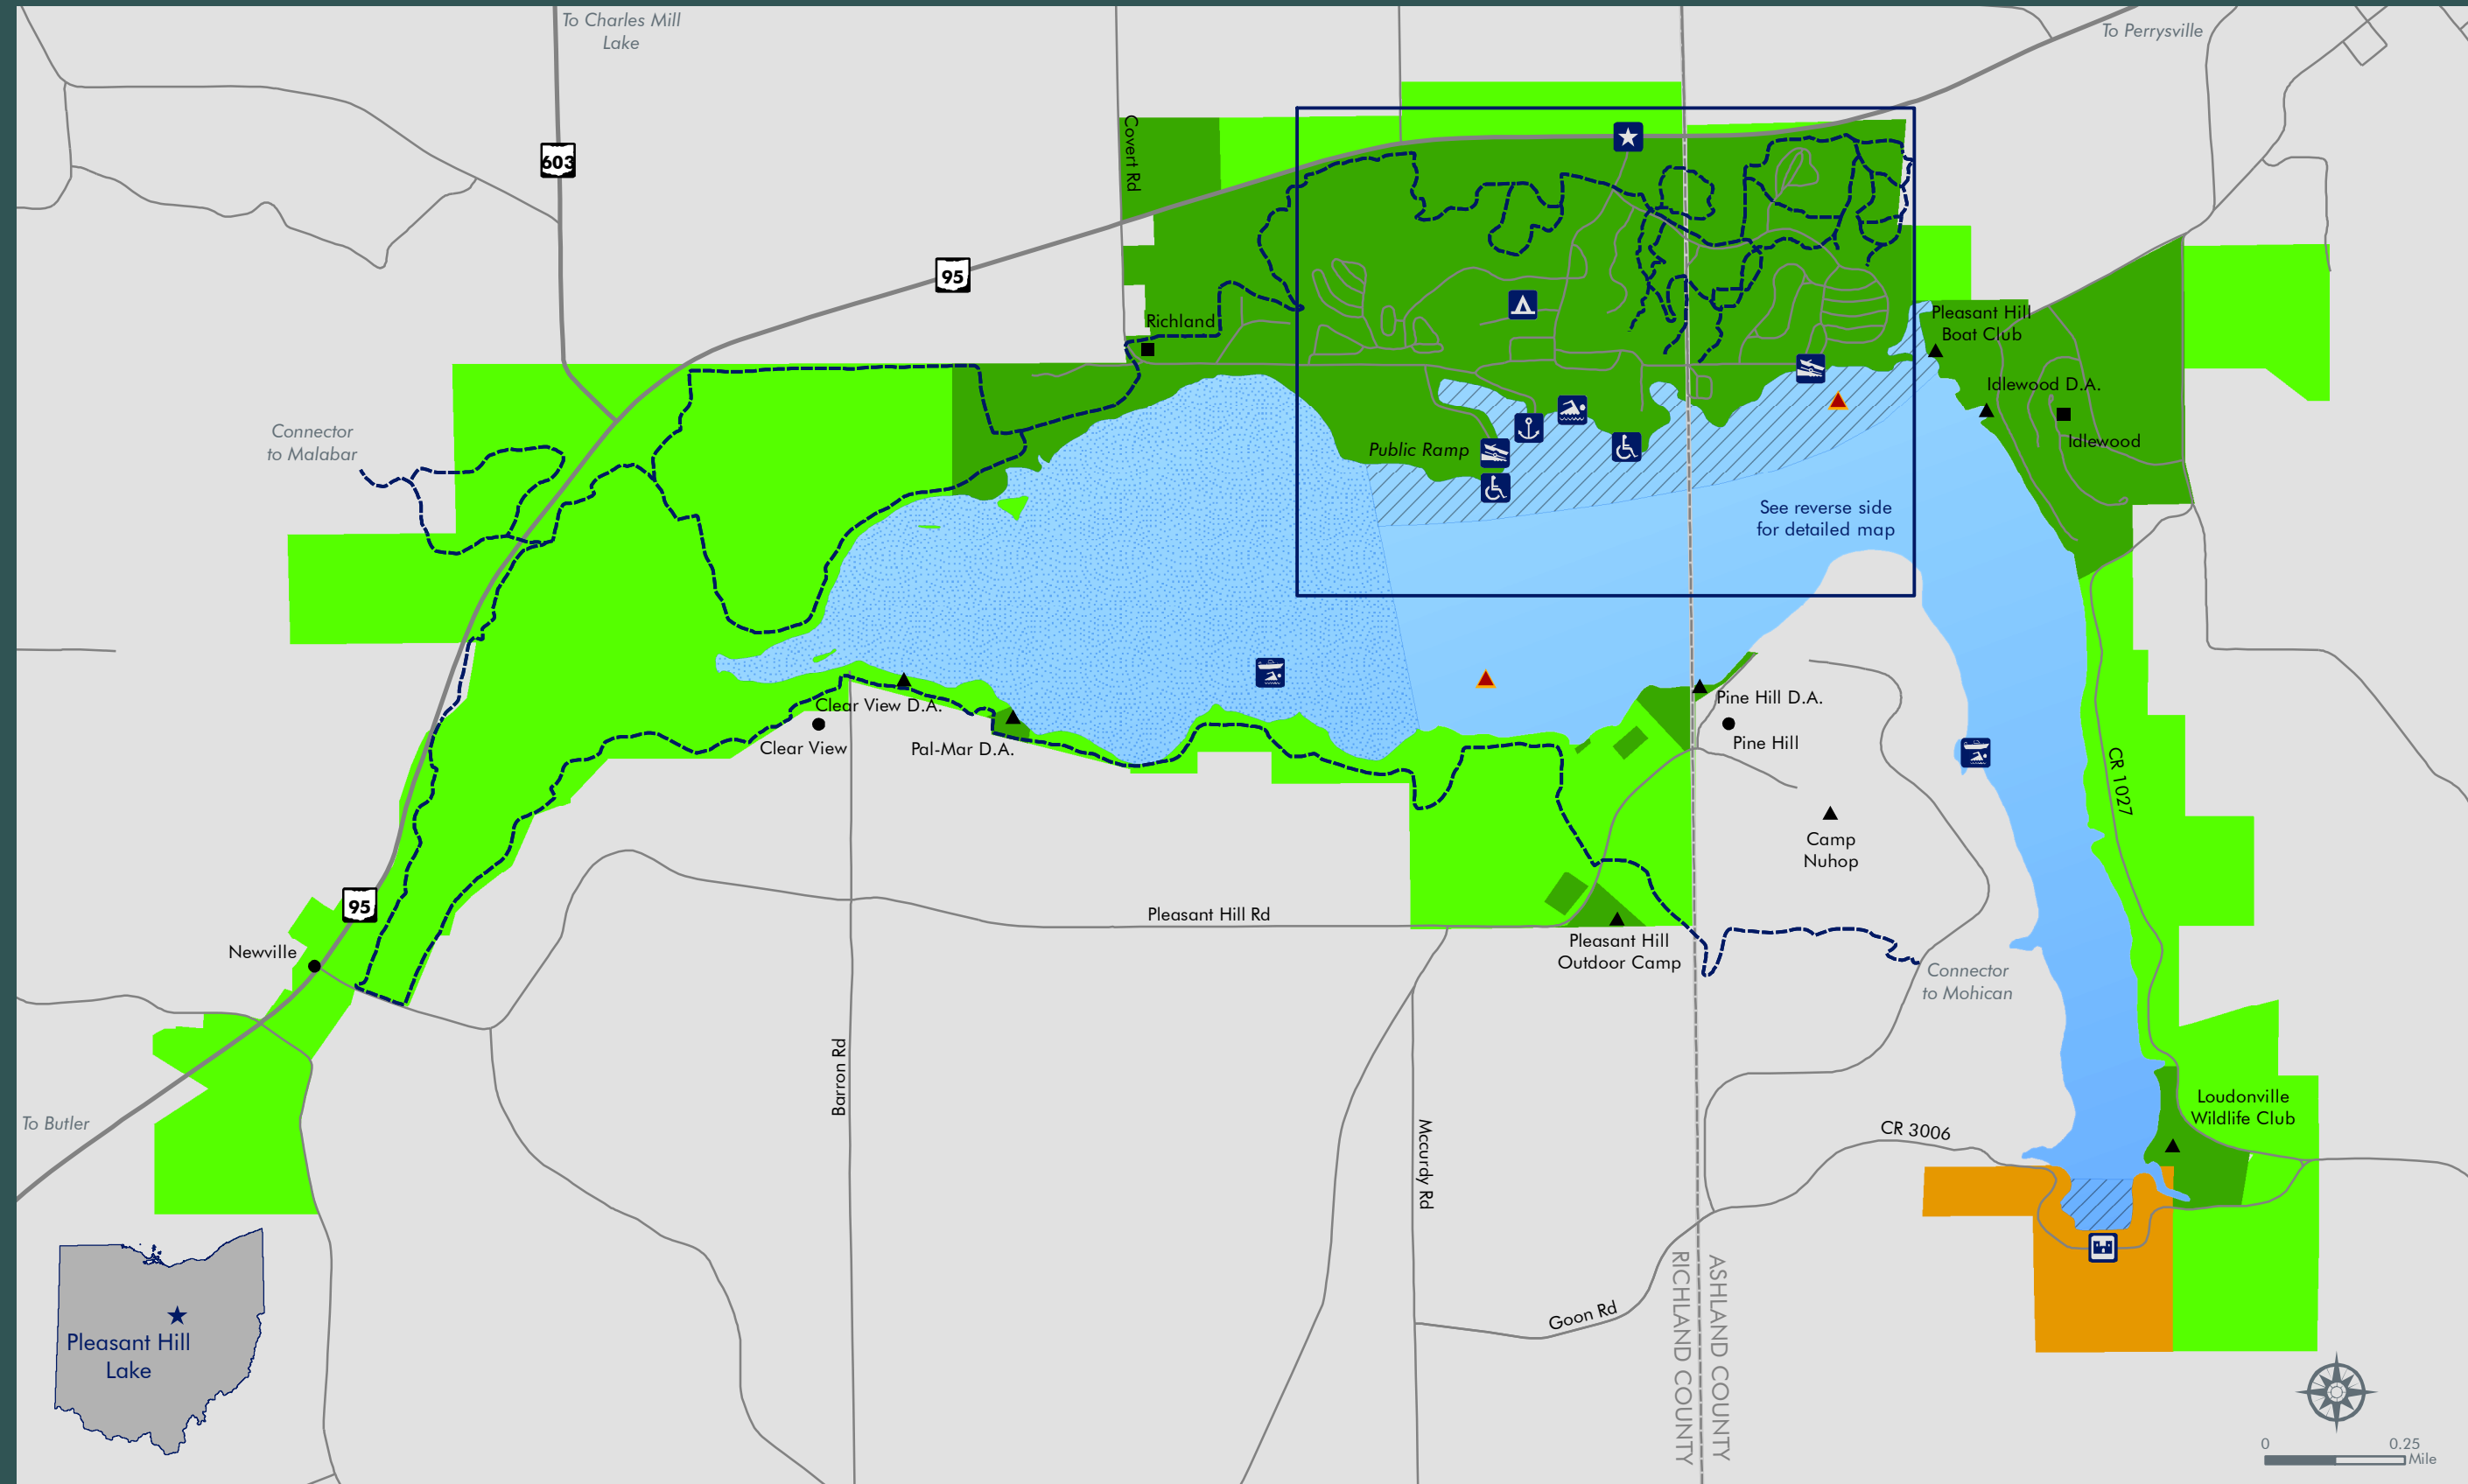 To Charles Mill
Lake
To Perrysville
603
Covert Rd
95
Richland
Pleasant Hill
Boat Club
Idlewood D.A.
Idlewood
Connector
to Malabar
Public Ramp
See reverse side
for detailed map
Clear View D.A.
Clear View
Pal-Mar D.A.
Pine Hill D.A.
Pine Hill
CR 1027
Camp
Nuhop
95
Pleasant Hill Rd
Newville
Pleasant Hill
Outdoor Camp
Connector
to Mohican
Barron Rd
To Butler
Mccurdy Rd
CR 3006
Loudonville
Wildlife Club
Goon Rd
RICHLAND COUNTY
ASHLAND COUNTY
Pleasant Hill
Lake
0 0.25
Mile